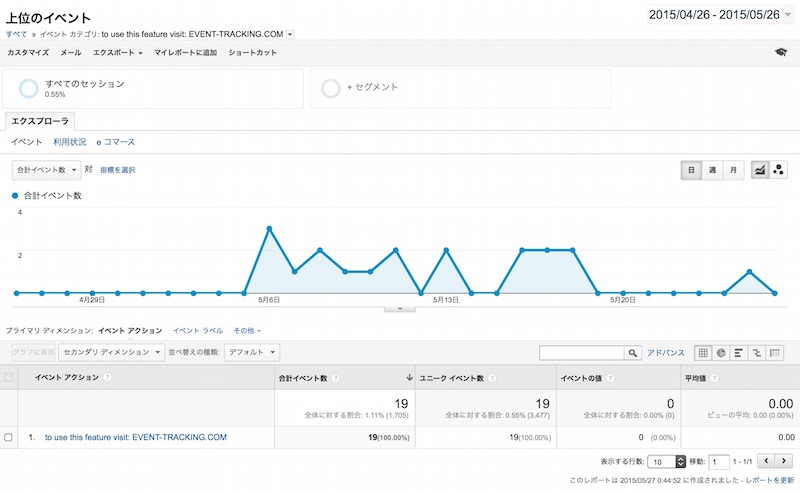 上位のイベント
2015/04/26 - 2015/05/26
すべて » イベント カテゴリ: to use this feature visit: EVENT-TRACKING.COM
カスタマイズ メール エクスポート マイレポートに追加 ショートカット
すべてのセッション
0.55%
+ セグメント
エクスプローラ
イベント 利用状況 e コマース
合計イベント数 対 指標を選択 日 週 月
合計イベント数
4
2
4月29日 5月6日 5月13日 5月20日
プライマリ ディメンション: イベント アクション イベント ラベル その他
グラフに表示 セカンダリ ディメンション 並べ替えの種類: デフォルト アドバンス
イベント アクション ? 合計イベント数 ? ユニーク イベント数 ? イベントの値 ? 平均値 ?
19 19 0 0.00
全体に対する割合: 1.11% (1,705) 全体に対する割合: 0.55% (3,477) 全体に対する割合: 0.00% (0) ビューの平均: 0.00 (0.00%)
1. to use this feature visit: EVENT-TRACKING.COM 19(100.00%) 19(100.00%) 0 (0.00%) 0.00
表示する行数: 10 移動: 1 1 - 1/1
このレポートは 2015/05/27 0:44:52 に作成されました - レポートを更新